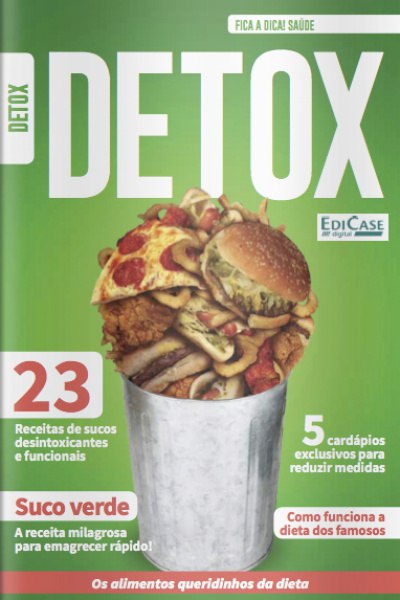 FICA A DICA! SAÚDE
DETOX
DETOX
EDICASE
digital
23
Receitas de sucos
desintoxicantes
e funcionais
5 cardápios
exclusivos para
reduzir medidas
Suco verde
A receita milagrosa
para emagrecer rápido!
Como funciona a
dieta dos famosos
Os alimentos queridinhos da dieta